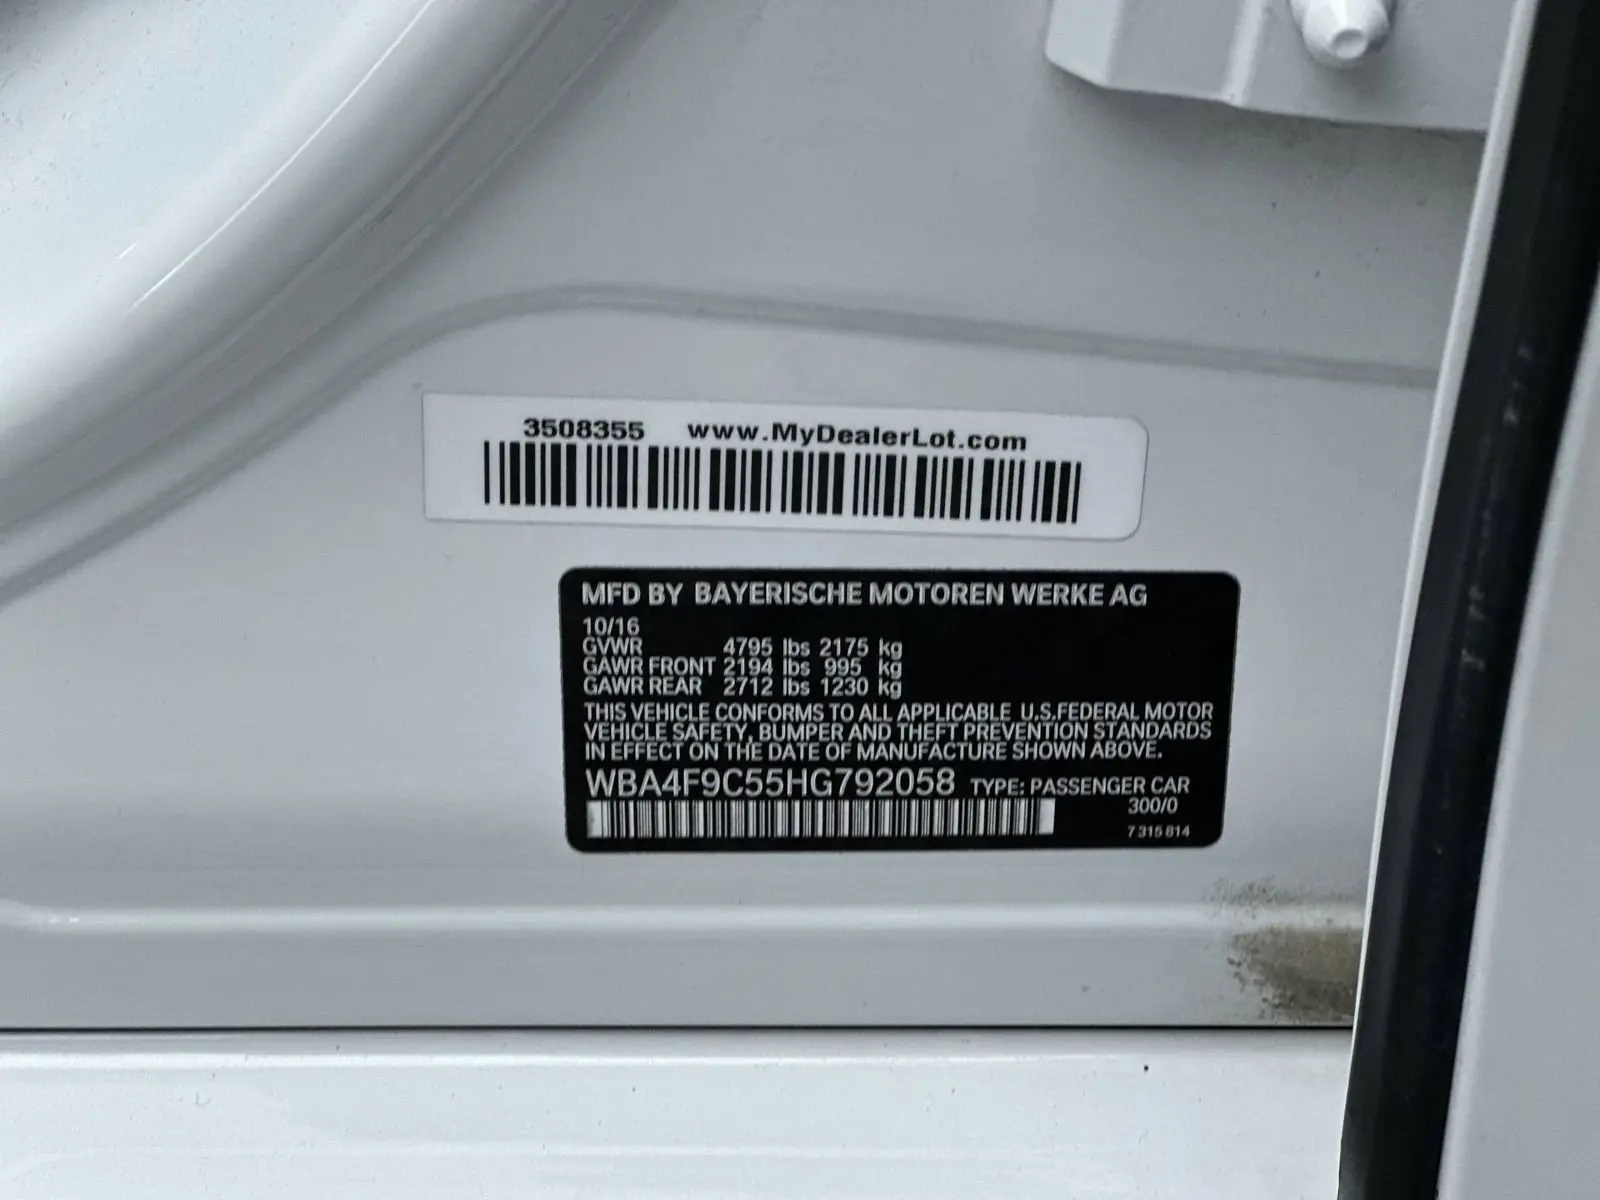 3508355 www.MyDealerLot.com
MFD BY BAYERISCHE MOTOREN WERKE AG
10/16
GVWR 4795 lbs 2175 kg
GAWR FRONT 2194 lbs 995 kg
GAWR REAR 2712 lbs 1230 kg
THIS VEHICLE CONFORMS TO ALL APPLICABLE U.S.FEDERAL MOTOR
VEHICLE SAFETY, BUMPER AND THEFT PREVENTION STANDARDS
IN EFFECT ON THE DATE OF MANUFACTURE SHOWN ABOVE.
WBA4F9C55HG792058 TYPE: PASSENGER CAR
300/0
7 315 814